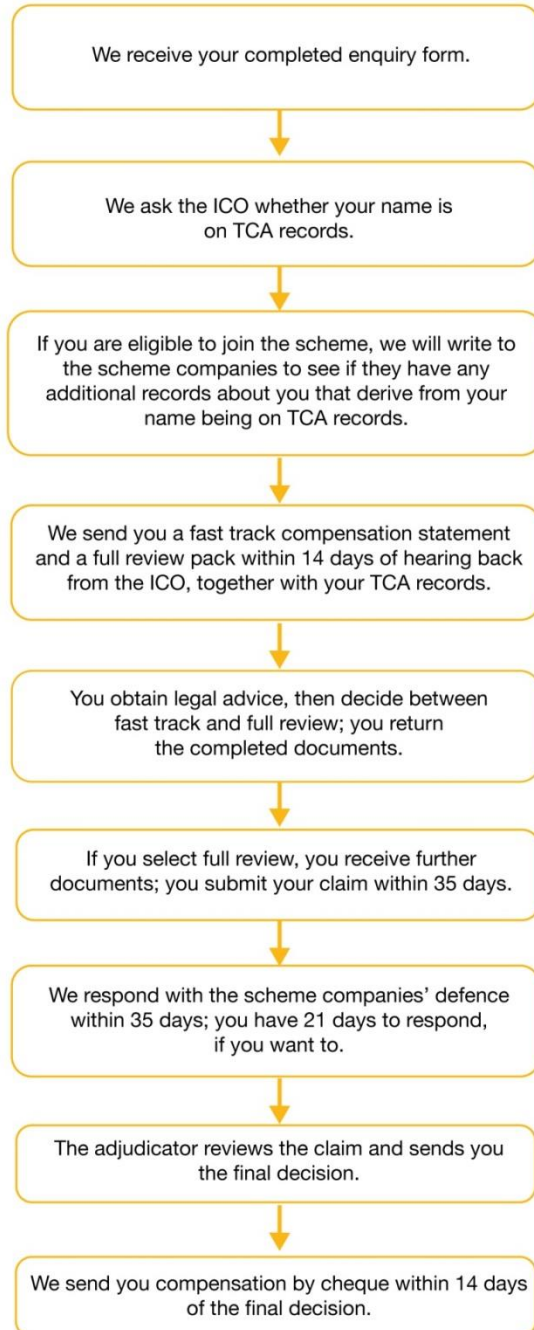 We receive your completed enquiry form.
We ask the ICO whether your name is
on TCA records.
If you are eligible to join the scheme, we will write to
the scheme companies to see if they have any
additional records about you that derive from your
name being on TCA records.
We send you a fast track compensation statement
and a full review pack within 14 days of hearing back
from the ICO, together with your TCA records.
You obtain legal advice, then decide between
fast track and full review; you return
the completed documents.
If you select full review, you receive further
documents; you submit your claim within 35 days.
We respond with the scheme companies’ defence
within 35 days; you have 21 days to respond,
if you want to.
The adjudicator reviews the claim and sends you
the final decision.
We send you compensation by cheque within 14 days
of the final decision.